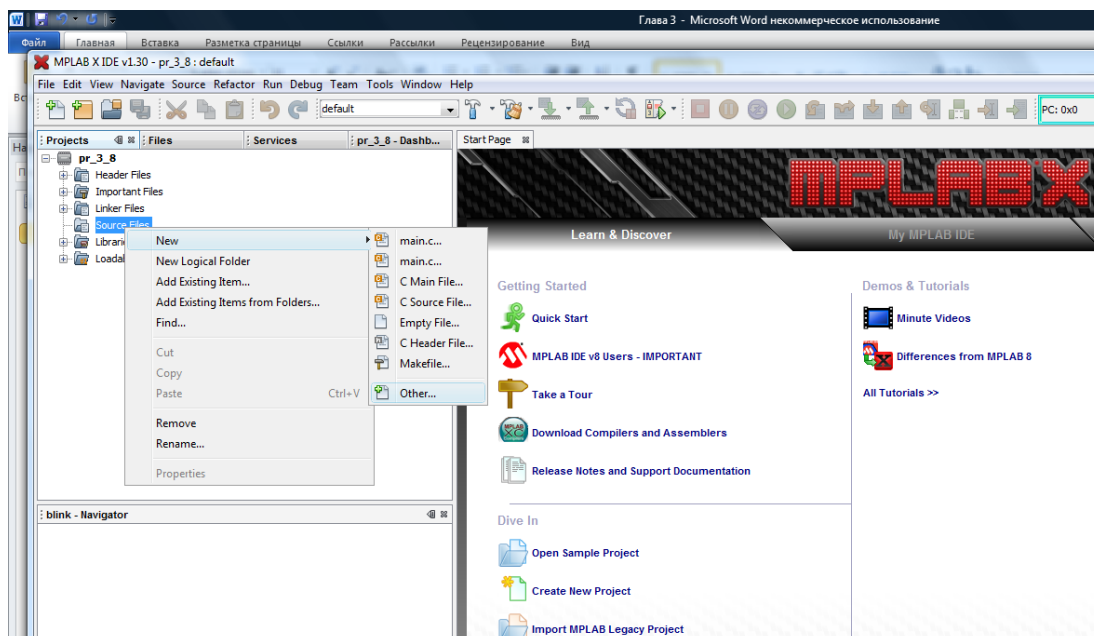 Глава 3 - Microsoft Word некоммерческое использование
Файл Главная Вставка Разметка страницы Ссылки Рассылки Рецензирование Вид
MPLAB X IDE v1.30 - pr_3_8 : default
File Edit View Navigate Source Refactor Run Debug Team Tools Window Help
default PC: 0x0
Projects Files Services pr_3_8 - Dashb... Start Page
pr_3_8
Header Files
Important Files
Linker Files
Source Files
Librari
Loadal
New
New Logical Folder
Add Existing Item...
Add Existing Items from Folders...
Find...
Cut
Copy
Paste Ctrl+V
Remove
Rename...
Properties
main.c...
main.c...
C Main File...
C Source File...
Empty File...
C Header File...
Makefile...
Other...
blink - Navigator
MPLAB X
Learn & Discover My MPLAB IDE
Getting Started
Quick Start
MPLAB IDE v8 Users - IMPORTANT
Take a Tour
Download Compilers and Assemblers
Release Notes and Support Documentation
Dive In
Open Sample Project
Create New Project
Import MPLAB Legacy Project
Demos & Tutorials
Minute Videos
Differences from MPLAB 8
All Tutorials >>